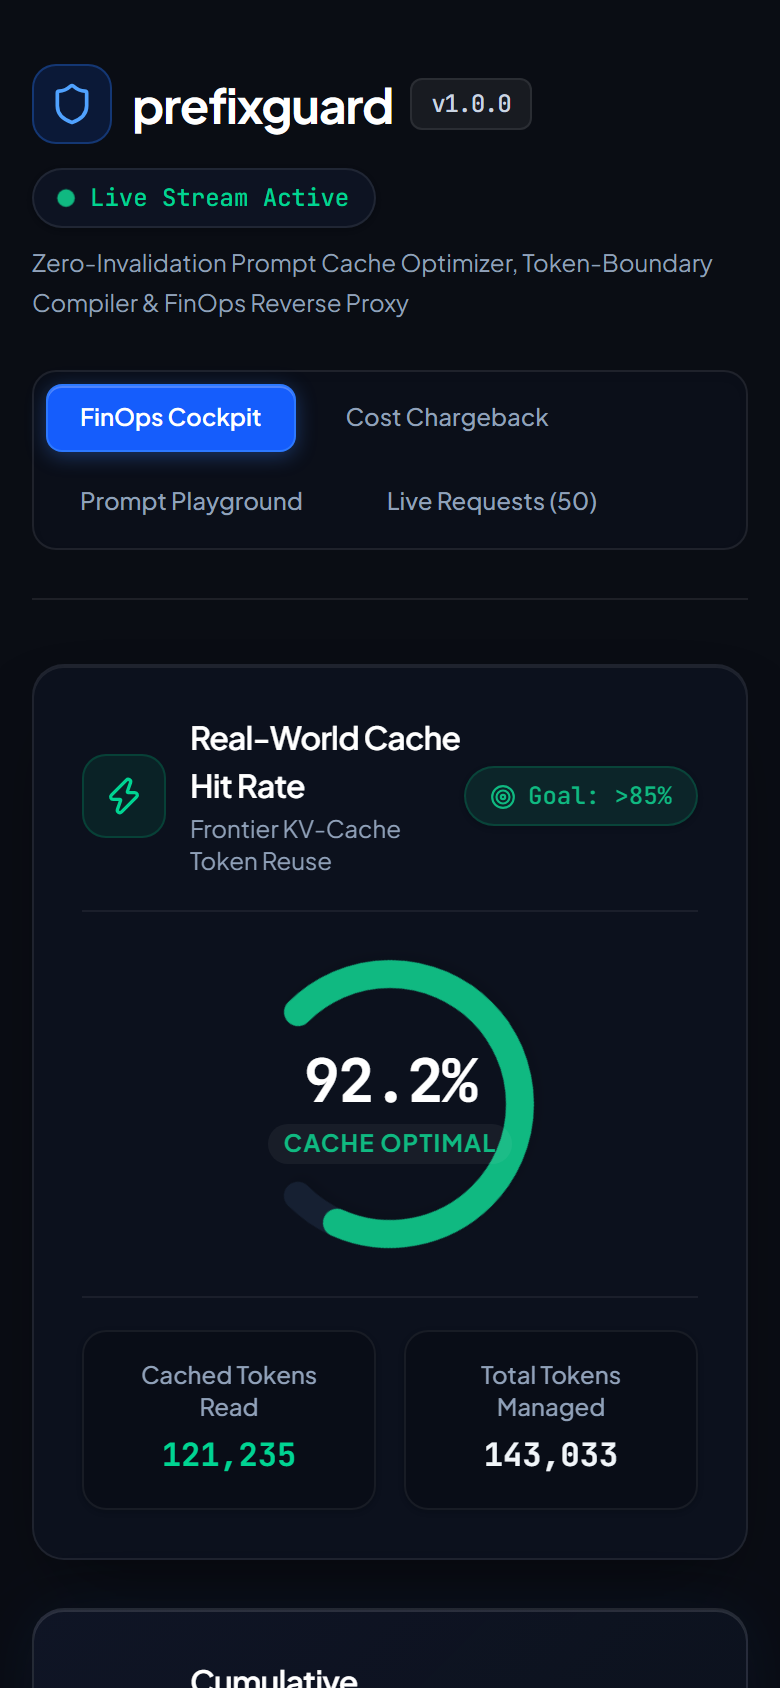 prefixguard v1.0.0
Live Stream Active
Zero-Invalidation Prompt Cache Optimizer, Token-Boundary
Compiler & FinOps Reverse Proxy
FinOps Cockpit
Cost Chargeback
Prompt Playground
Live Requests (50)
Real-World Cache
Hit Rate
Frontier KV-Cache
Token Reuse
Goal: >85%
92.2%
CACHE OPTIMAL
Cached Tokens
Read
121,235
Total Tokens
Managed
143,033
Cumulative